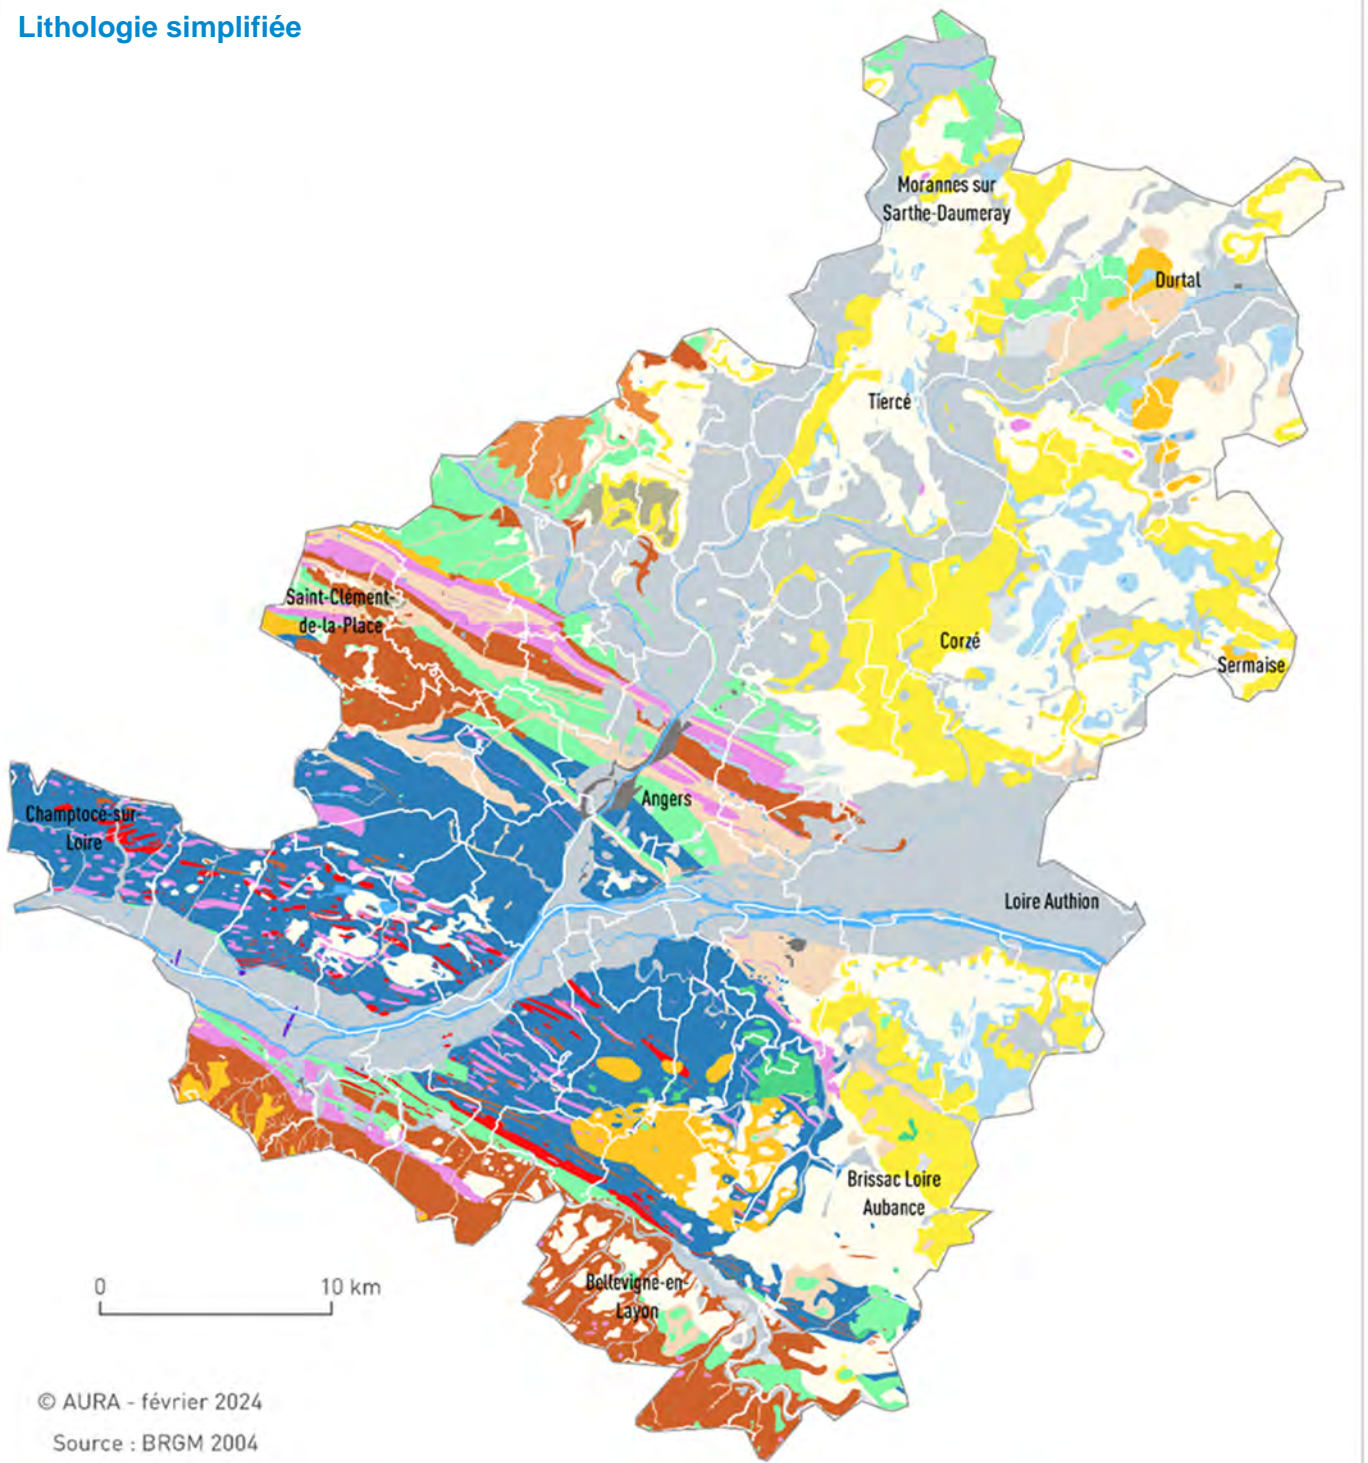 Lithologie simplifiée
Morannes sur
Sarthe-Daumeray
Durtal
Tiercé
Saint-Clément-
de-la-Place
Corzé
Sermaise
Angers
Champtocé-sur-
Loire
Loire Authion
Brissac Loire
Aubance
Bellevigne-en-
Layon
0 10 km
© AURA - février 2024
Source : BRGM 2004